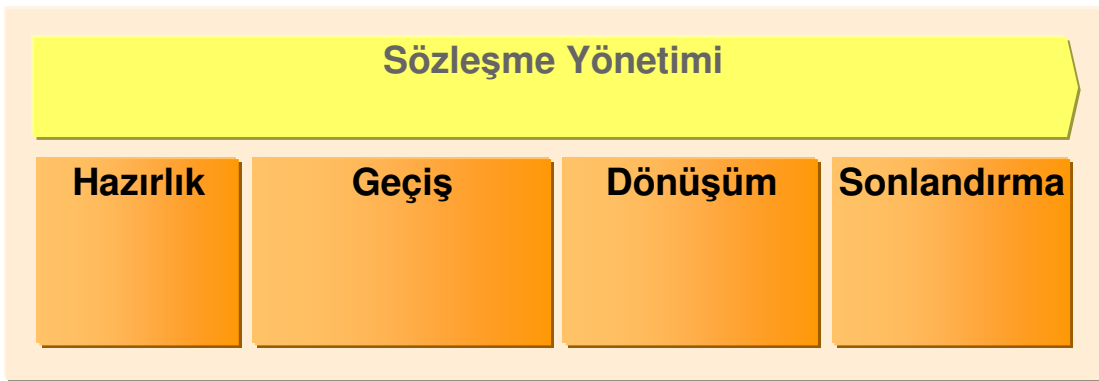 Sözleşme Yönetimi
Hazırlık
Geçiş
Dönüşüm
Sonlandırma